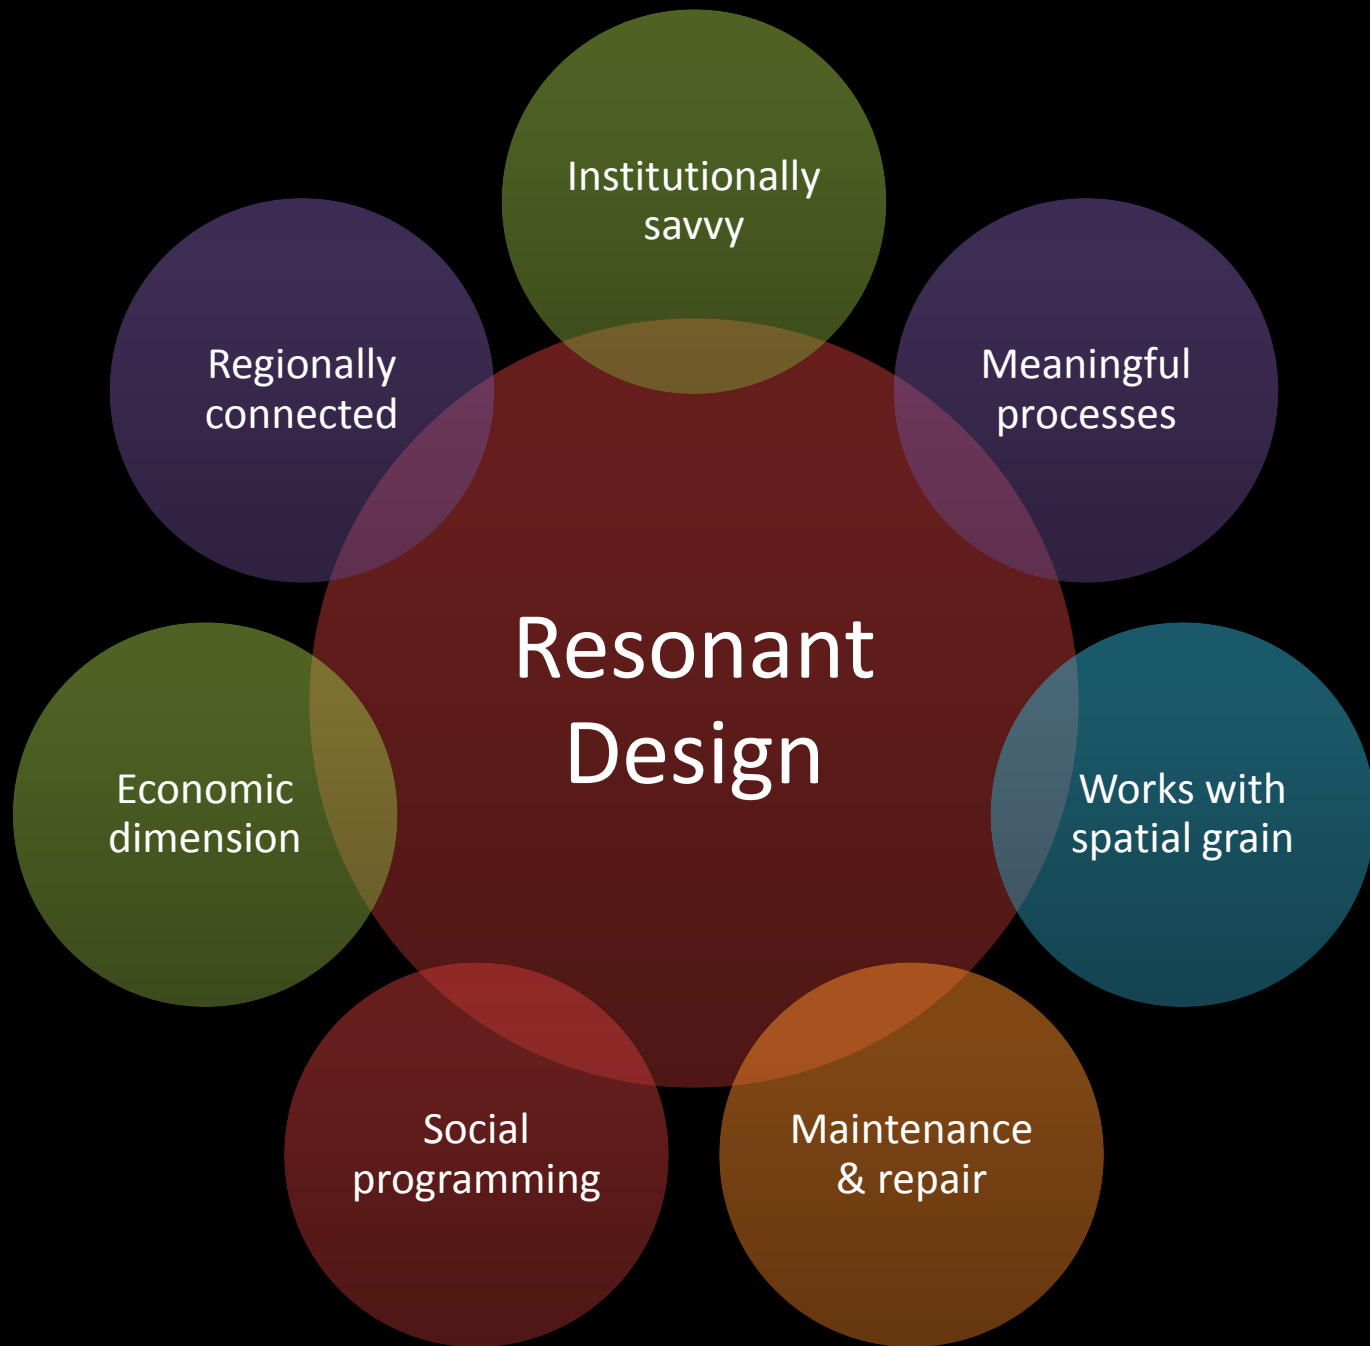 Institutionally
savvy
Regionally
connected
Meaningful
processes
Resonant
Design
Economic
dimension
Works with
spatial grain
Social
programming
Maintenance
& repair